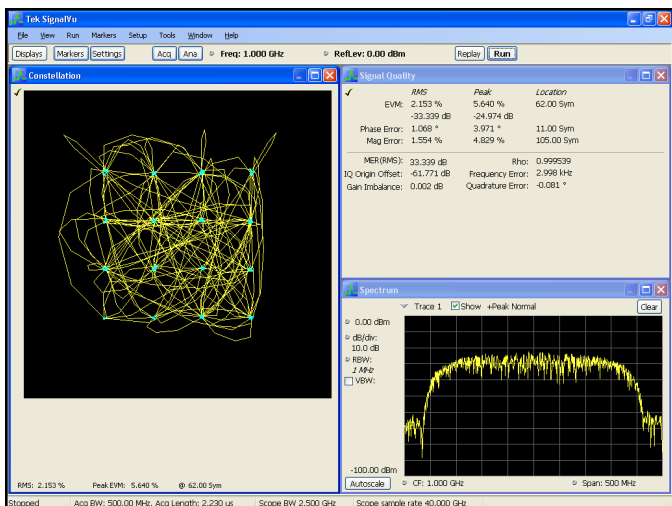 Tek SignalVu
File View Run Markers Setup Tools Window Help
Displays Markers Settings Acq Ana Freq: 1.000 GHz RefLev: 0.00 dBm Replay Run
Constellation
RMS: 2.153 % Peak EVM: 5.640 % @ 62.00 Sym
Signal Quality
RMS Peak Location
EVM: 2.153 % 5.640 % 62.00 Sym
-33.339 dB -24.974 dB
Phase Error: 1.068 ° 3.971 ° 11.00 Sym
Mag Error: 1.554 % 4.829 % 105.00 Sym
MER(RMS): 33.339 dB Rho: 0.999539
IQ Origin Offset: -61.771 dB Frequency Error: 2.998 kHz
Gain Imbalance: 0.002 dB Quadrature Error: -0.081 °
Spectrum
Trace 1 Show +Peak Normal Clear
0.00 dBm
dB/div:
10.0 dB
RBW:
1 MHz
VBW:
-100.00 dBm
Autoscale CF: 1.000 GHz Span: 500 MHz
Stopped Acq BW: 500.00 MHz, Acq Length: 2.230 us Scope BW 2.500 GHz Scope sample rate 40.000 GHz